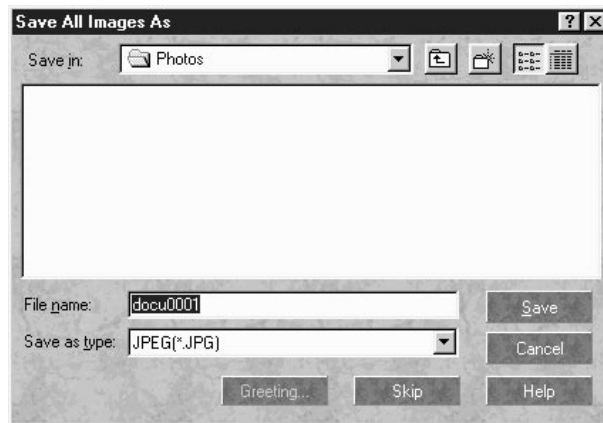 Save All Images As
Save in: Photos
File name: docu0001 Save
Save as type: JPEG(*.JPG) Cancel
Greeting... Skip Help